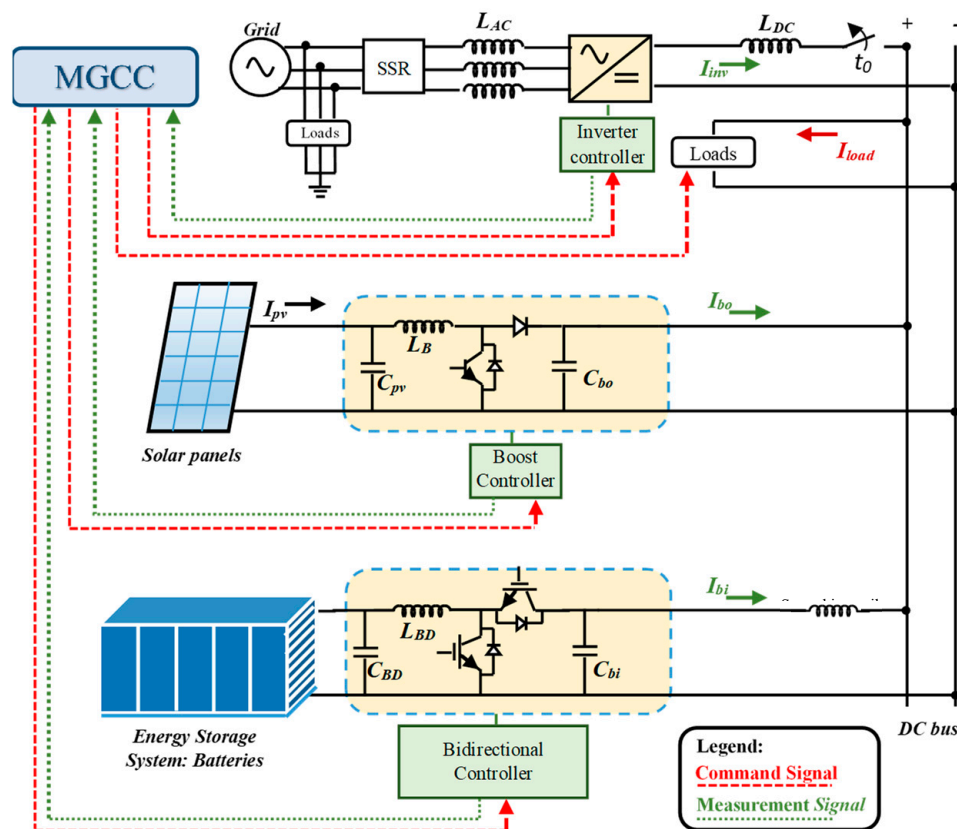 Grid
L_AC
L_DC
+
-
MGCC
SSR
I_inv
t_0
Loads
Inverter
controller
Loads
I_load
I_pv
I_bo
L_B
C_pv
C_bo
Solar panels
Boost
Controller
I_bi
L_BD
C_BD
C_bi
Energy Storage
System: Batteries
Bidirectional
Controller
DC bus
Legend:
Command Signal
Measurement Signal